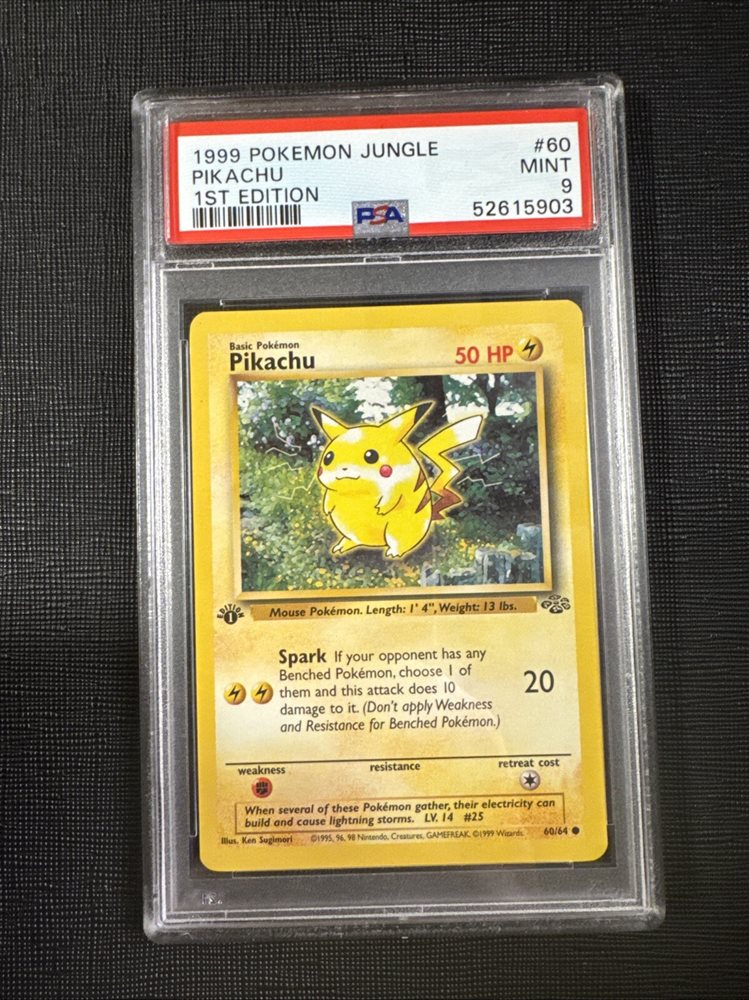 1999 POKEMON JUNGLE #60
PIKACHU MINT
1ST EDITION 9
PSA 52615903
Basic Pokémon
Pikachu 50 HP
EDITION 1
Mouse Pokémon. Length: 1' 4", Weight: 13 lbs.
Spark If your opponent has any
Benched Pokémon, choose 1 of
them and this attack does 10
damage to it. (Don't apply Weakness
and Resistance for Benched Pokémon.)
20
weakness resistance retreat cost
When several of these Pokémon gather, their electricity can
build and cause lightning storms. LV. 14 #25
Illus. Ken Sugimori ©1995, 96, 98 Nintendo, Creatures, GAMEFREAK. ©1999 Wizards. 60/64